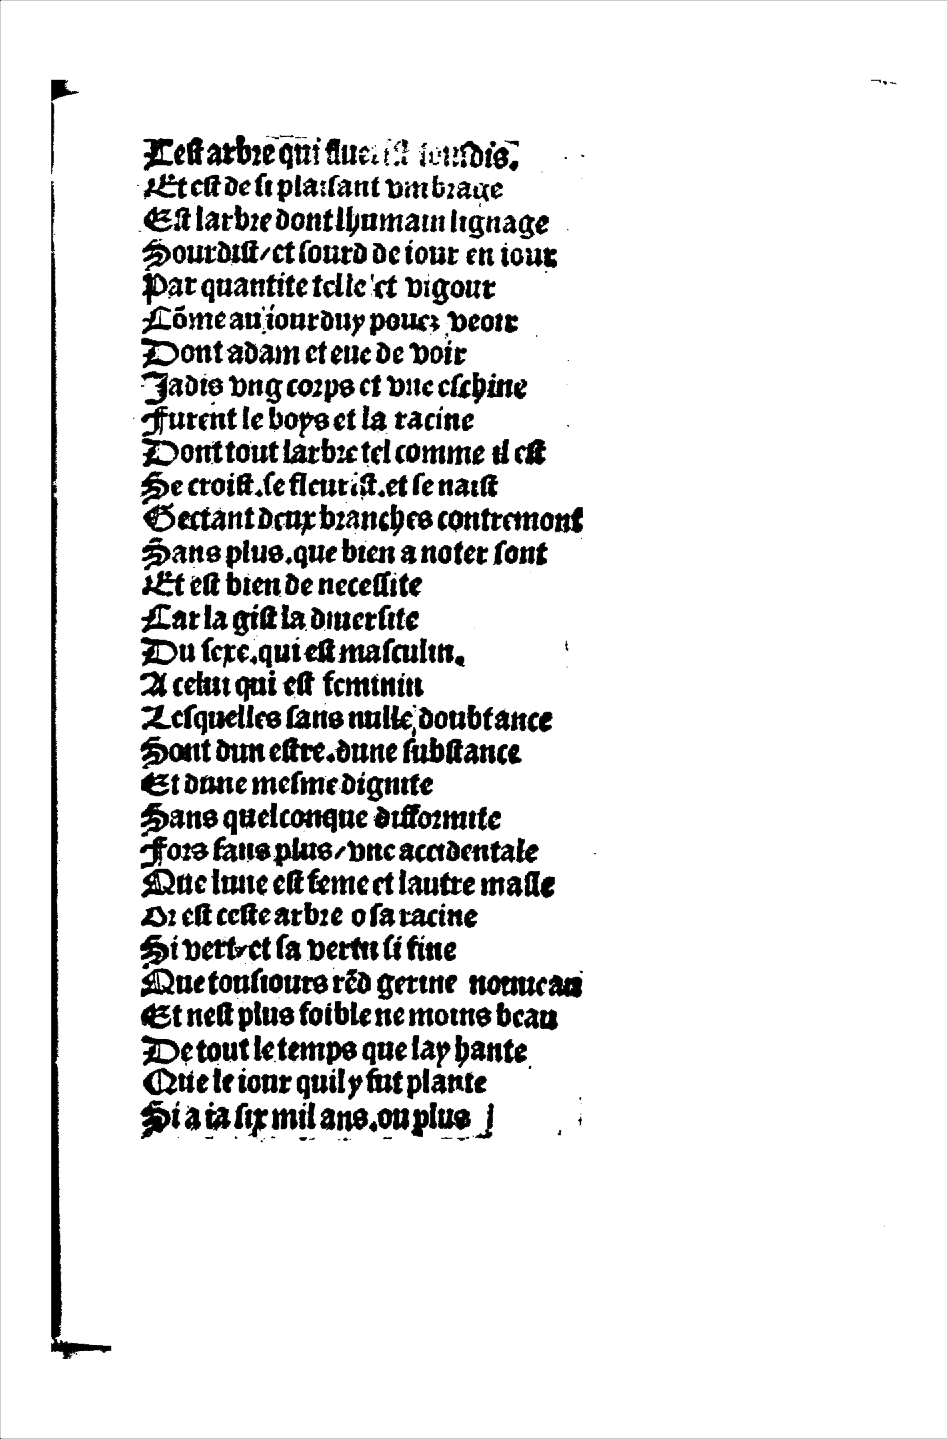 Cest arbre qui flue
Et est de si plaisant vmbrage
Est larbre dont lhumain lignage
Sourdist/et sourd de iour en iour
Par quantite telle et vigour
Cõme au iourduy pouez veoir
Dont adam et eue de voir
Jadis vng corps et vne eschine
Furent le boys et la racine
Dont tout larbre tel comme il est
Se croist.se fleurist.et se naist
Gectant deux branches contremont
Sans plus.que bien a noter sont
Et est bien de necessite
Car la gist la diuersite
Du sexe.qui est masculin.
A celui qui est feminin
Lesquelles sans nulle doubtance
Sont dun estre.dune substance
Et dune mesme dignite
Sans quelconque difformite
Fors sans plus/vne accidentale
Que lune est feme et lautre masle
Or est ceste arbre o sa racine
Si vert/et sa vertu si fine
Que tousiours rẽd germe nouueau
Et nest plus foible ne moins beau
De tout le temps que lay hante
Que le iour quil y fut plante
Si a ia six mil ans.ou plus